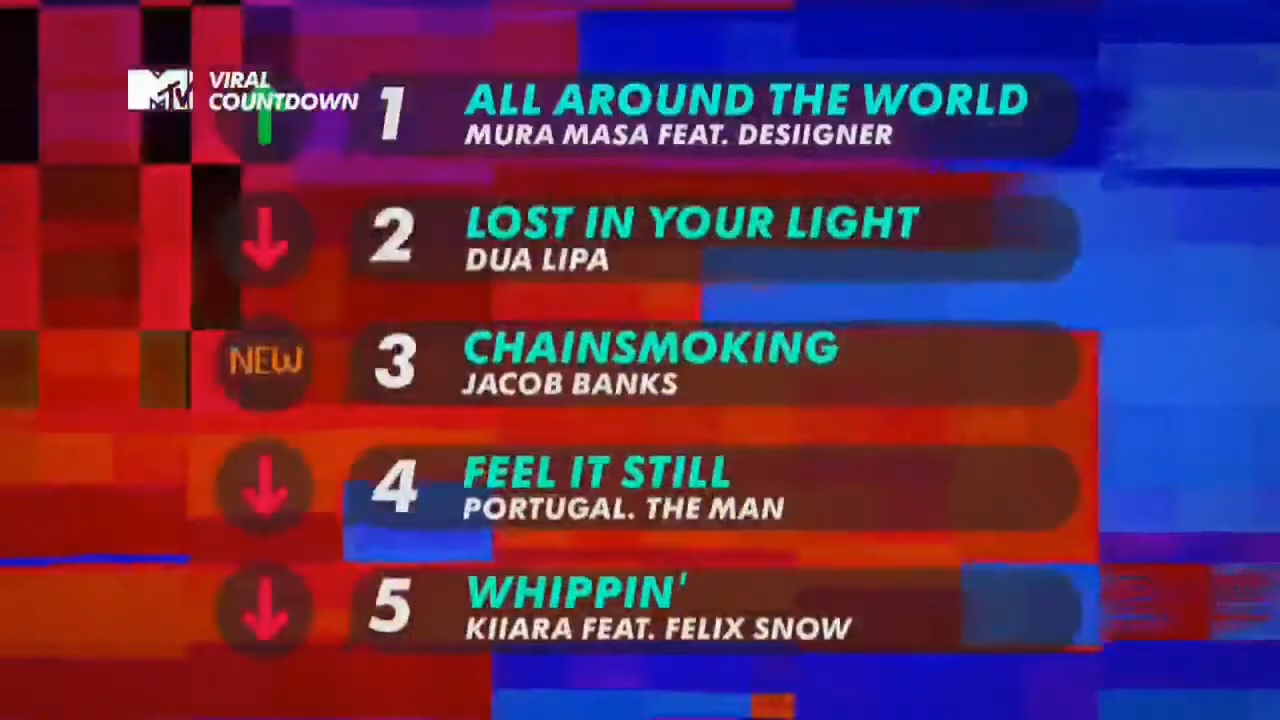 MTV
VIRAL
COUNTDOWN
1
ALL AROUND THE WORLD
MURA MASA FEAT. DESIIGNER
2
LOST IN YOUR LIGHT
DUA LIPA
NEW
3
CHAINSMOKING
JACOB BANKS
4
FEEL IT STILL
PORTUGAL. THE MAN
5
WHIPPIN'
KIIARA FEAT. FELIX SNOW